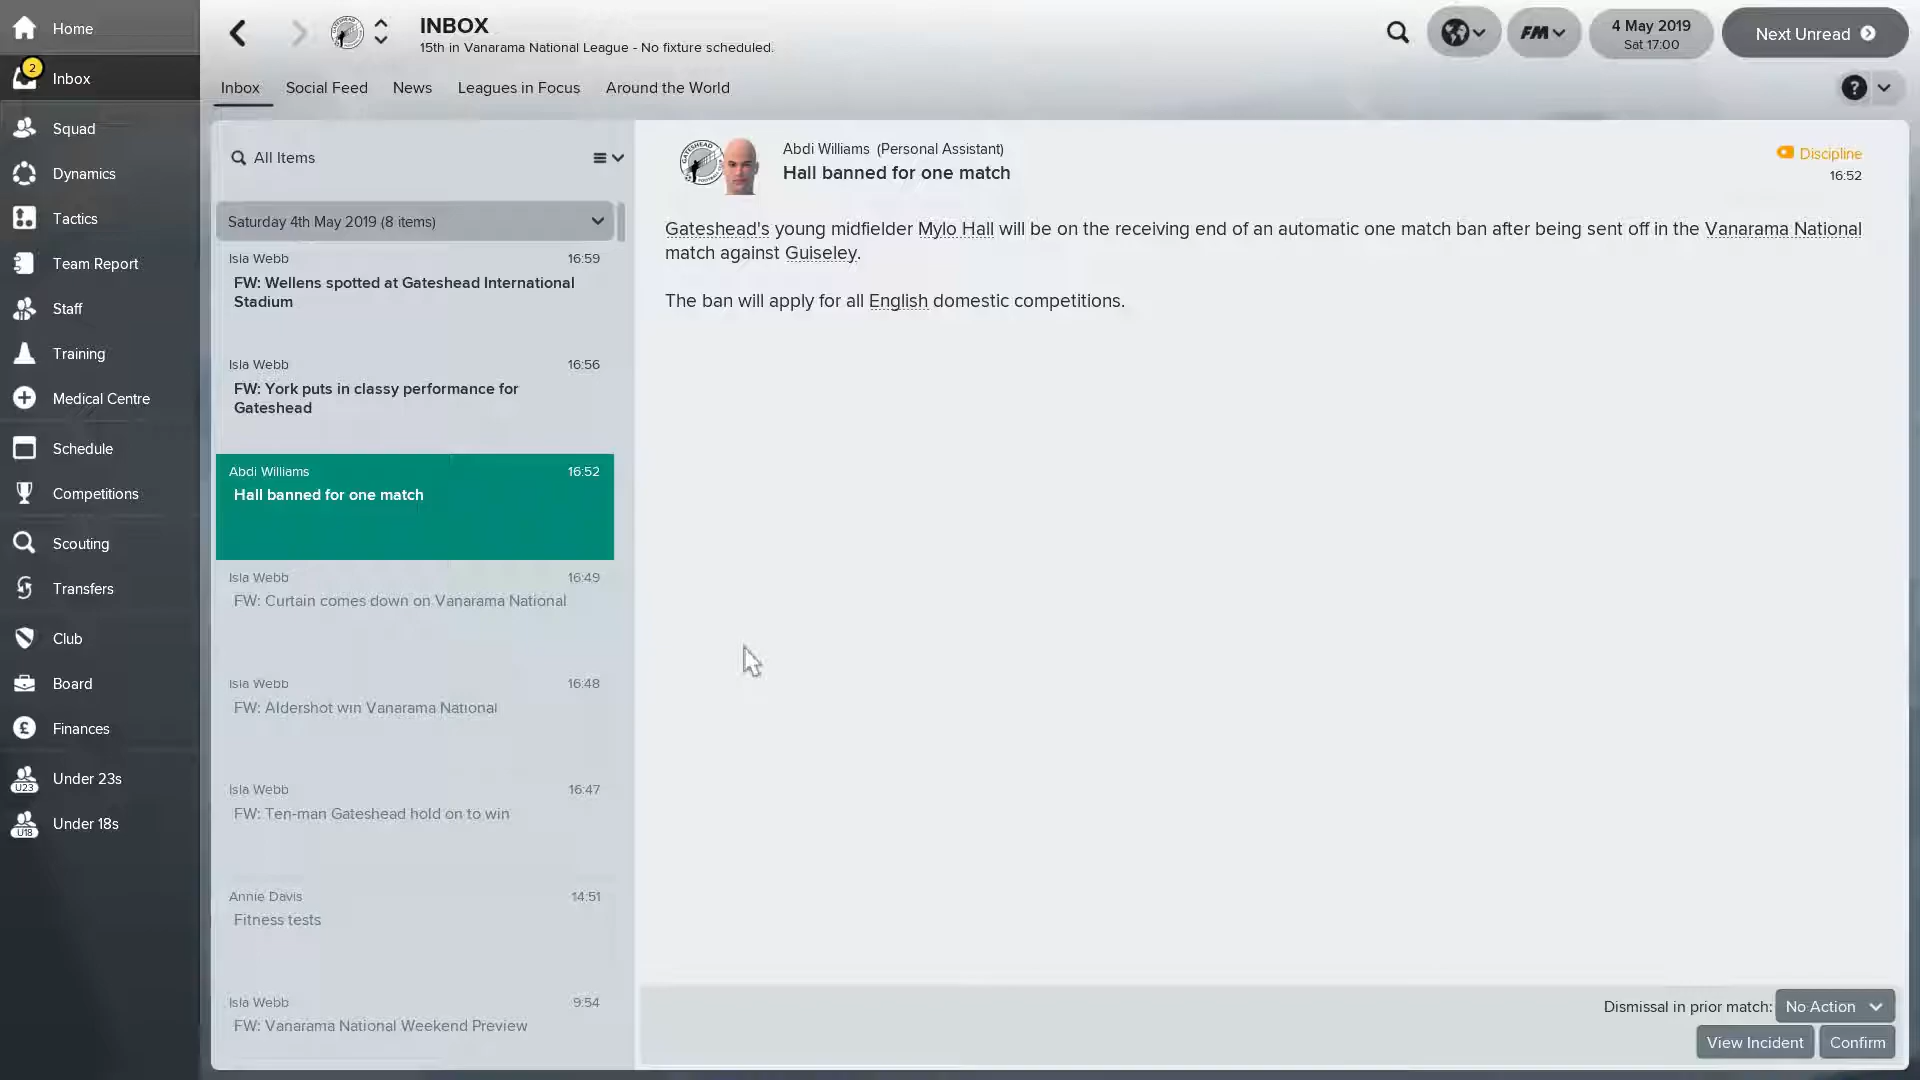 Home
2
Inbox
Squad
Dynamics
Tactics
Team Report
Staff
Training
Medical Centre
Schedule
Competitions
Scouting
Transfers
Club
Board
Finances
U23
Under 23s
U18
Under 18s
INBOX
15th in Vanarama National League - No fixture scheduled.
FM
4 May 2019
Sat 17:00
Next Unread
Inbox
Social Feed
News
Leagues in Focus
Around the World
?
All Items
Saturday 4th May 2019 (8 items)
Isla Webb 16:59
FW: Wellens spotted at Gateshead International
Stadium
Isla Webb 16:56
FW: York puts in classy performance for
Gateshead
Abdi Williams 16:52
Hall banned for one match
Isla Webb 16:49
FW: Curtain comes down on Vanarama National
Isla Webb 16:48
FW: Aldershot win Vanarama National
Isla Webb 16:47
FW: Ten-man Gateshead hold on to win
Annie Davis 14:51
Fitness tests
Isla Webb 9:54
FW: Vanarama National Weekend Preview
GATESHEAD
Abdi Williams (Personal Assistant)
Hall banned for one match
Discipline
16:52
Gateshead's young midfielder Mylo Hall will be on the receiving end of an automatic one match ban after being sent off in the Vanarama National
match against Guiseley.
The ban will apply for all English domestic competitions.
Dismissal in prior match: No Action
View Incident
Confirm